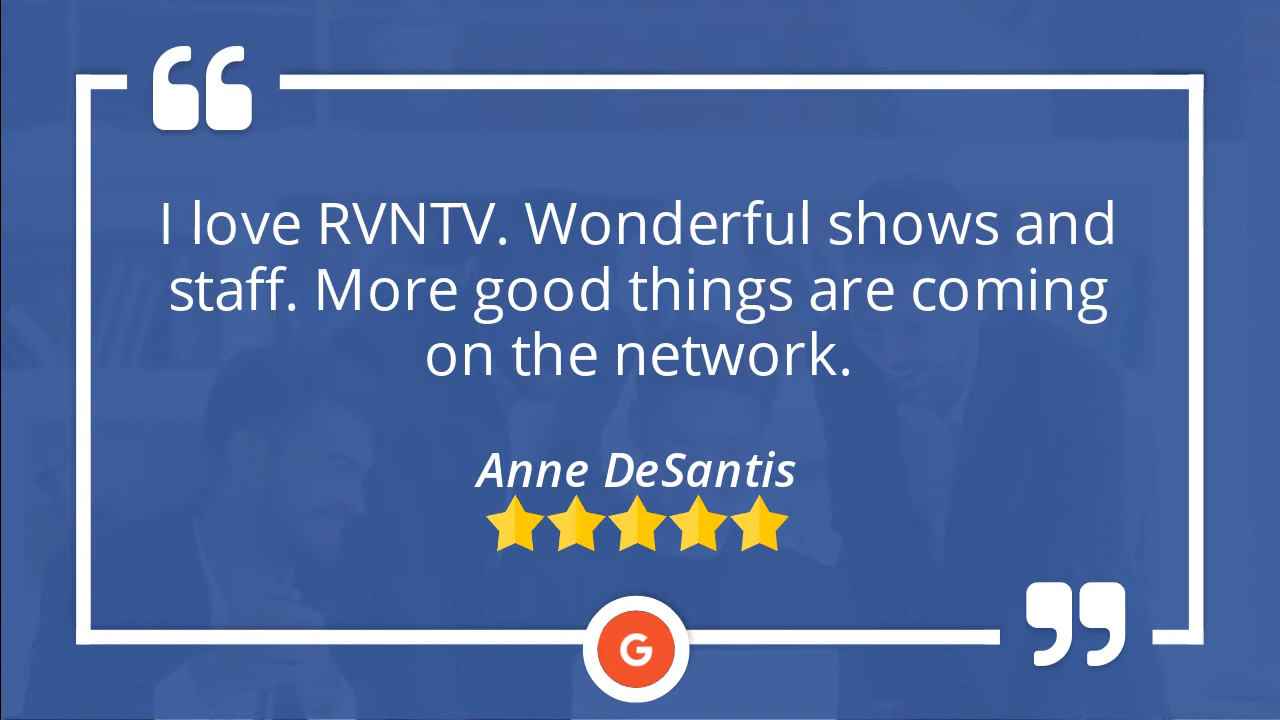 I love RVNTV. Wonderful shows and
staff. More good things are coming
on the network.
Anne DeSantis
G